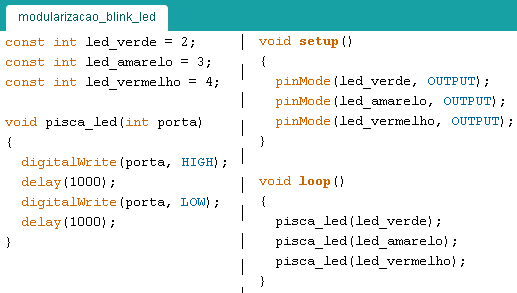 modularizacao_blink_led
const int led_verde = 2;
const int led_amarelo = 3;
const int led_vermelho = 4;
void pisca_led(int porta)
{
digitalWrite(porta, HIGH);
delay(1000);
digitalWrite(porta, LOW);
delay(1000);
}
void setup()
{
pinMode(led_verde, OUTPUT);
pinMode(led_amarelo, OUTPUT);
pinMode(led_vermelho, OUTPUT);
}
void loop()
{
pisca_led(led_verde);
pisca_led(led_amarelo);
pisca_led(led_vermelho);
}